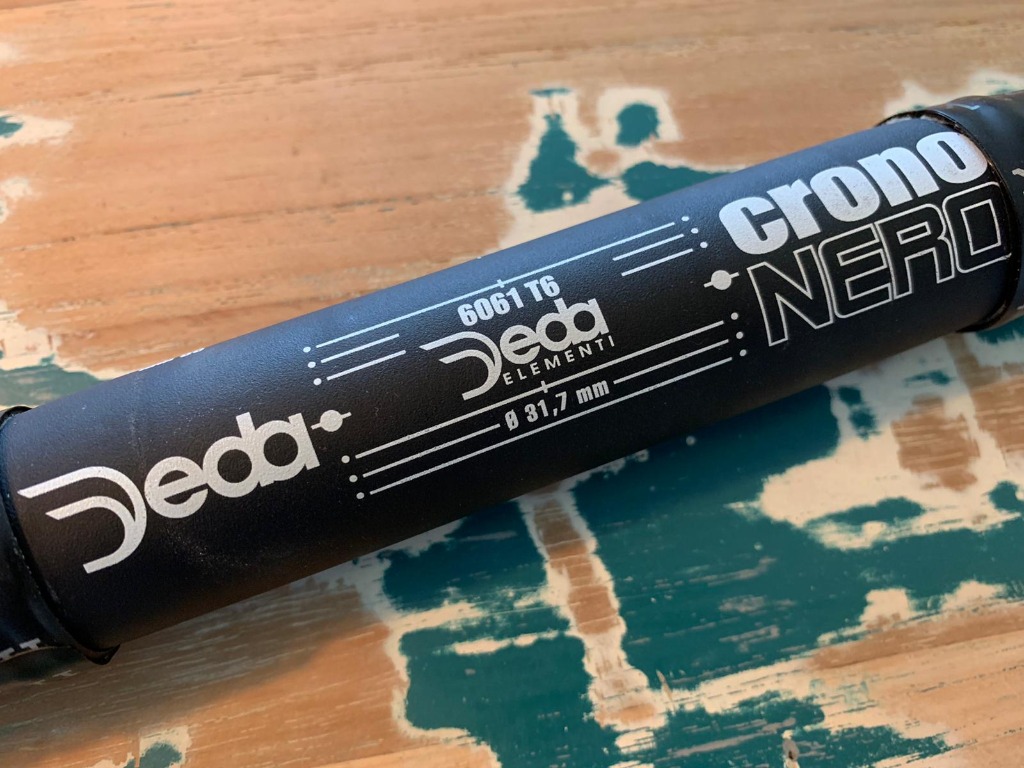 Deda
6061 T6
Deda
ELEMENTI
Ø 31,7 mm
crono
NERO